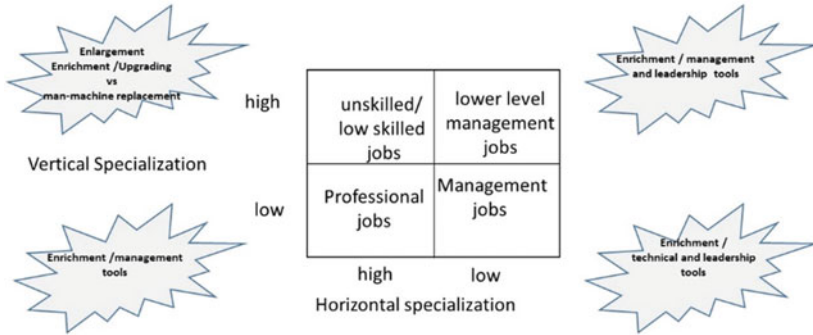 Enlargement
Enrichment /Upgrading
vs
man-machine replacement
Enrichment / management
and leadership tools
high
unskilled/
low skilled
jobs
lower level
management
jobs
Vertical Specialization
low
Professional
jobs
Management
jobs
Enrichment /management
tools
Enrichment /
technical and leadership
tools
high
low
Horizontal specialization